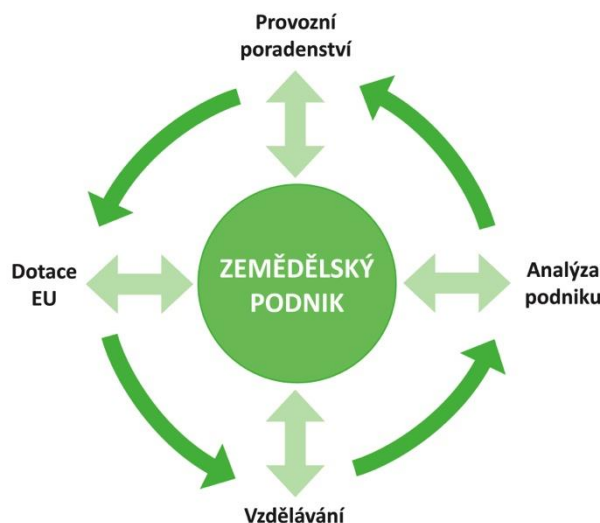 Provozní
poradenství
Dotace
EU
ZEMĚDĚLSKÝ
PODNIK
Analýza
podniku
Vzdělávání